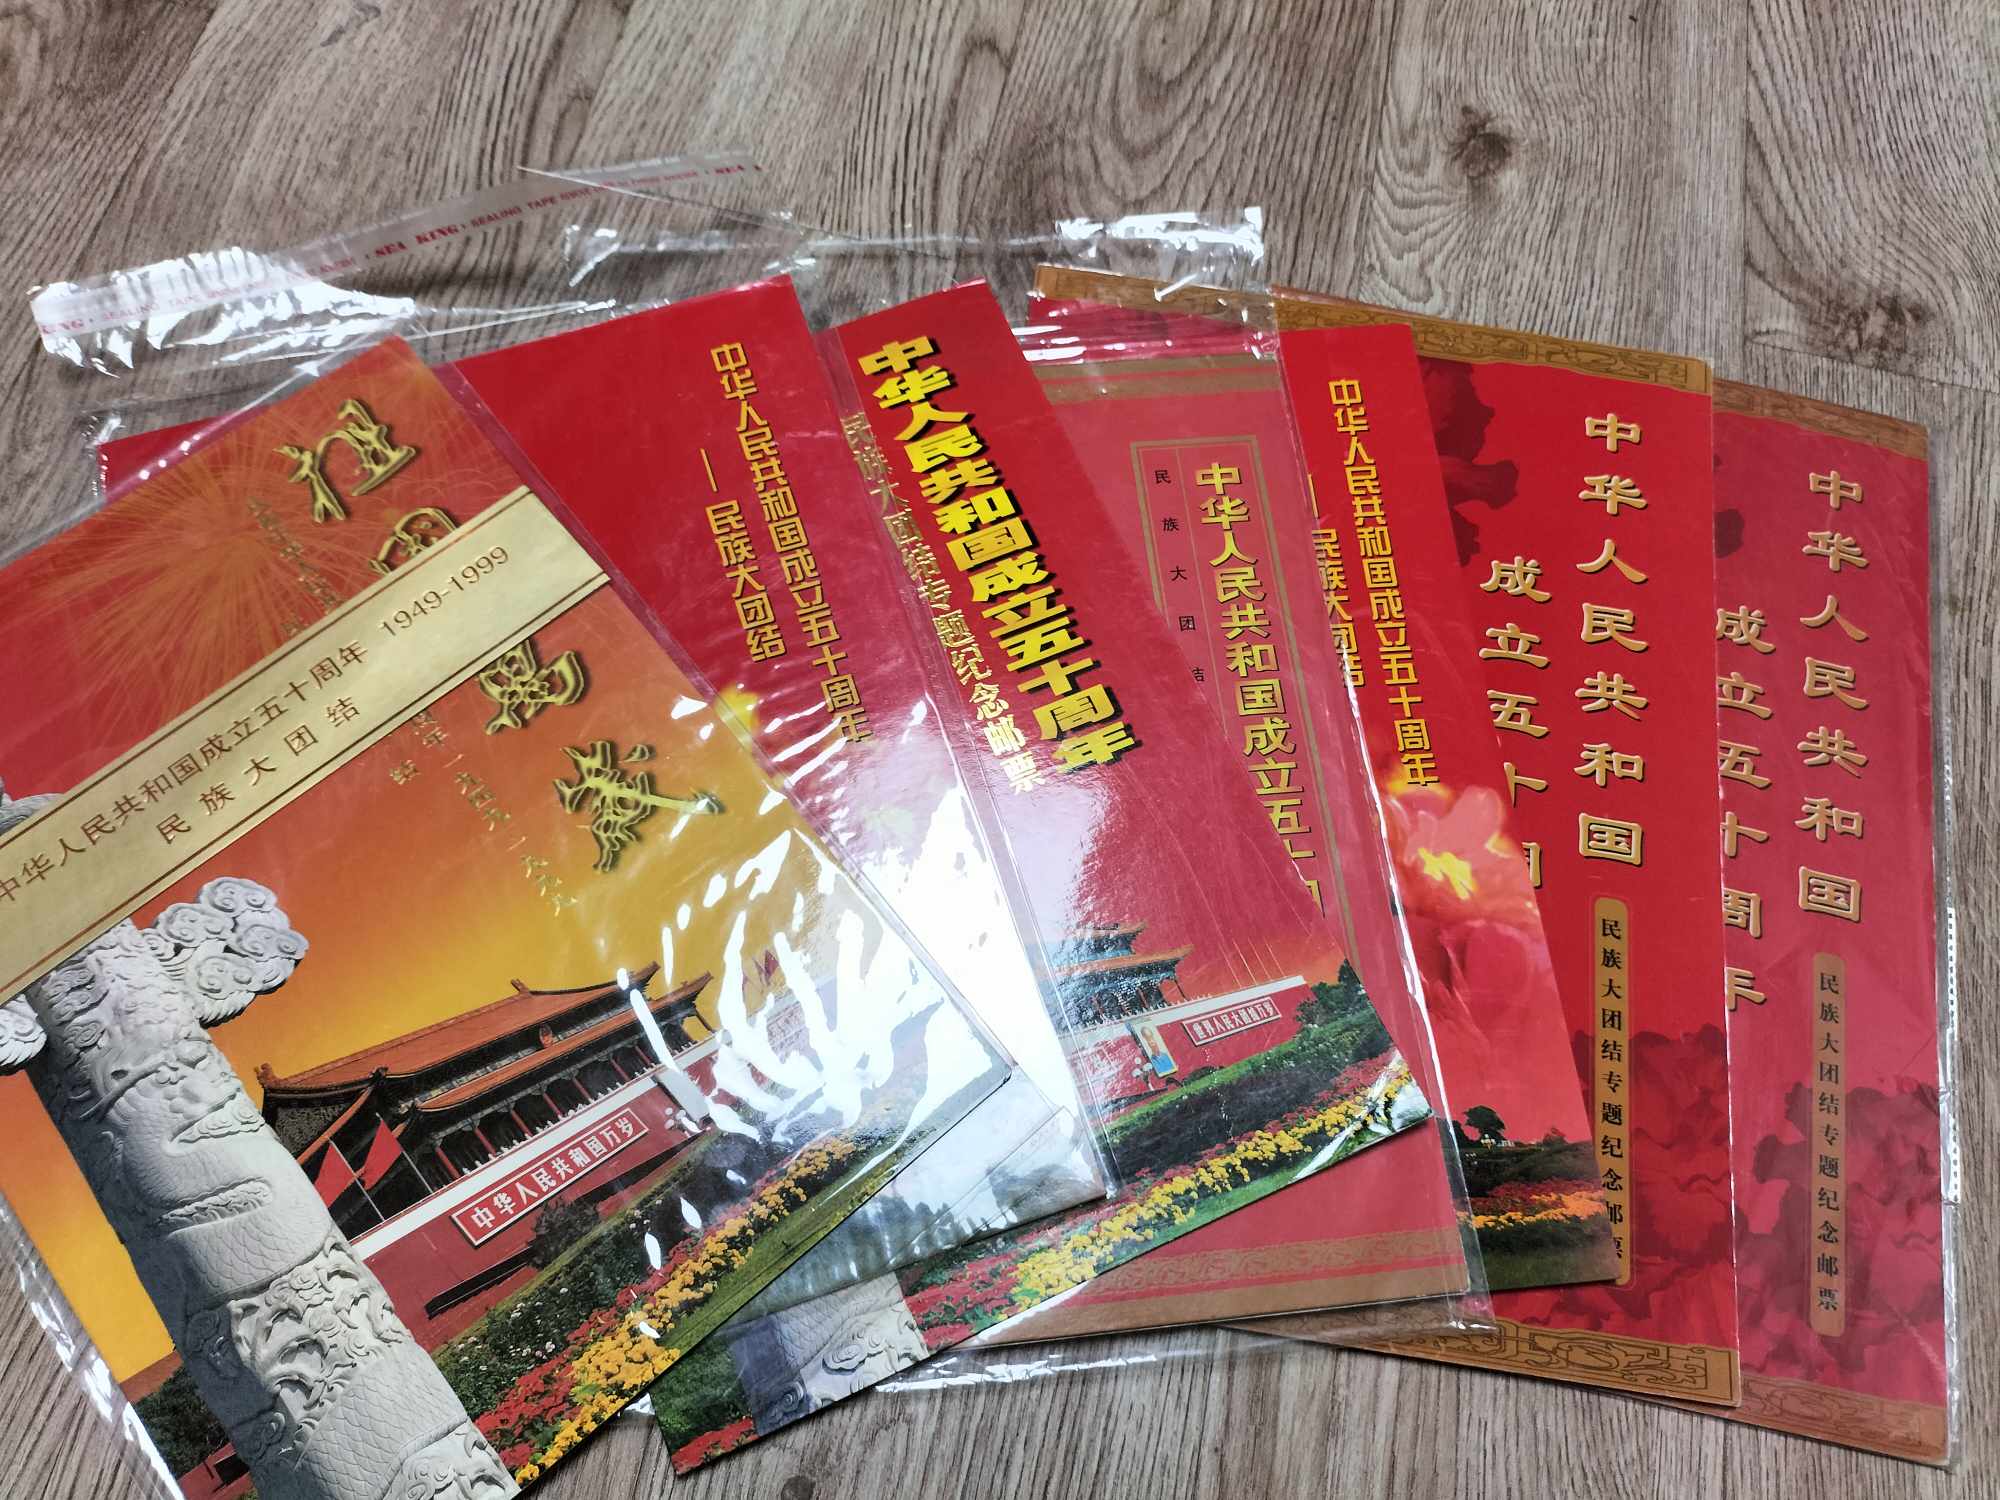 SEA KING · SEALING TAPE
祖国
盛
中华人民共和国成立五十周年 1949-1999
民族大团结
中华人民共和国万岁
中华人民共和国成立五十周年
——民族大团结
中华人民共和国成立五十周年
民族大团结专题纪念邮票
世界人民大团结万岁
中华人民共和国成立五十周
民族大团结
中华人民共和国成立五十周年
——民族大团结
中华人民共和国
成立五十周
民族大团结专题纪念邮票
中华人民共和国
成立五十周年
民族大团结专题纪念邮票